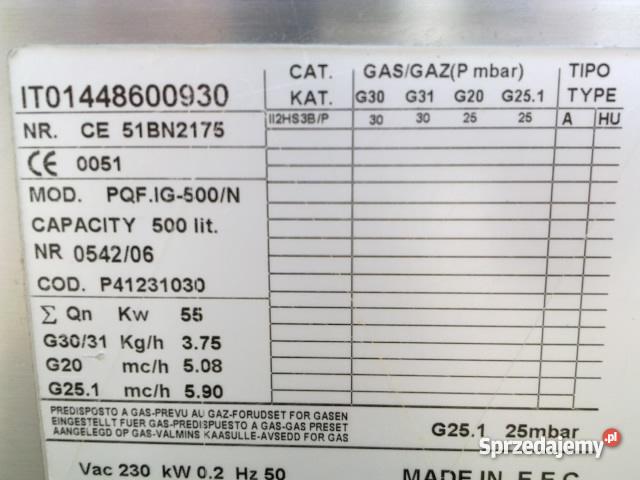 IT01448600930
NR. CE 51BN2175
CE 0051
MOD. PQF.IG-500/N
CAPACITY 500 lit.
NR 0542/06
COD. P41231030
∑ Qn Kw 55
G30/31 Kg/h 3.75
G20 mc/h 5.08
G25.1 mc/h 5.90
CAT. GAS/GAZ(P mbar) TIPO
KAT. G30 G31 G20 G25.1 TYPE
II2HS3B/P 30 30 25 25 A HU
PREDISPOSTO A GAS-PREVU AU GAZ-FORUDSET FOR GASEN
EINGESTELLT FUER GAS-PREDISPUESTO A GAS-GAS PRESET
AANGELEGD OP GAS-VALMINS KAASULLE-AVSEDD FOR GAS
G25.1 25mbar
Vac 230 kW 0.2 Hz 50
MADE IN E.E.C.
Sprzedajemy.pl